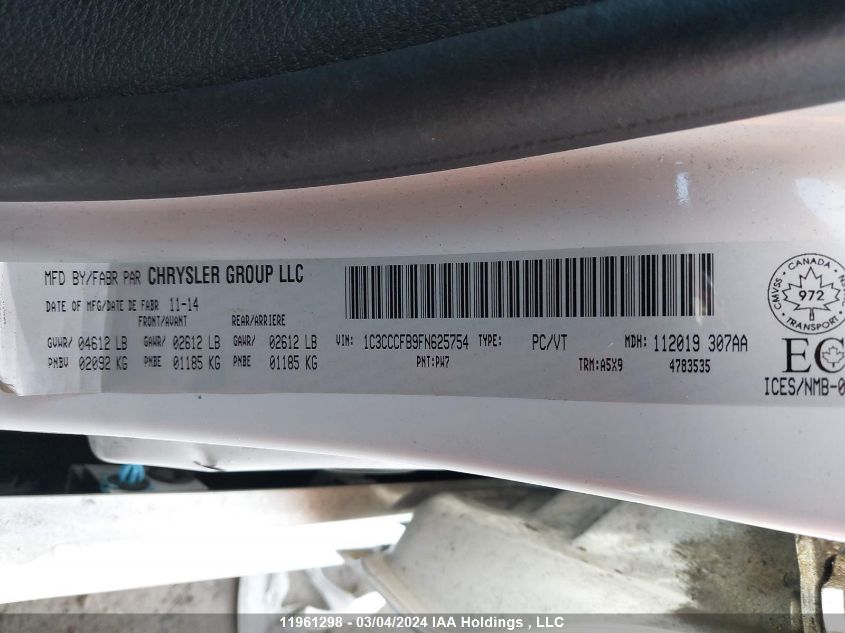 MFD BY/FABR PAR CHRYSLER GROUP LLC
DATE OF MFG/DATE DE FABR 11-14
FRONT/AVANT REAR/ARRIERE
GVWR/ 04612 LB GAWR/ 02612 LB GAWR/ 02612 LB
PNBV 02092 KG PNBE 01185 KG PNBE 01185 KG
VIN: 1C3CCCFB9FN625754 TYPE: PC/VT MDH: 112019 307AA
PNT:PW7 TRM:A5X9 4783535
CANADA
CMVSS
972
TRANSPORT
EC
ICES/NMB-0
11961298 - 03/04/2024 IAA Holdings , LLC